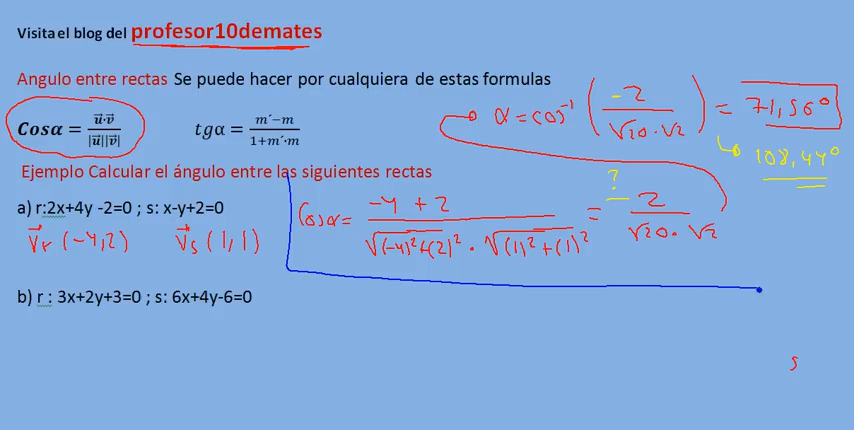 Visita el blog del profesor10demates
Angulo entre rectas Se puede hacer por cualquiera de estas formulas
Cosα = u⃗·v⃗ / |u⃗||v⃗|    tgα = m´−m / 1+m´·m
α = cos⁻¹ ( -2 / √20 · √2 ) = 71,56°
108,44°
Ejemplo Calcular el ángulo entre las siguientes rectas
a) r:2x+4y -2=0 ; s: x-y+2=0
V⃗r (-4,2)    V⃗s (1,1)
Cosα = -4 + 2 / √(-4)²+(2)² · √(1)²+(1)² = ? 2 / √20 · √2
b) r : 3x+2y+3=0 ; s: 6x+4y-6=0
s